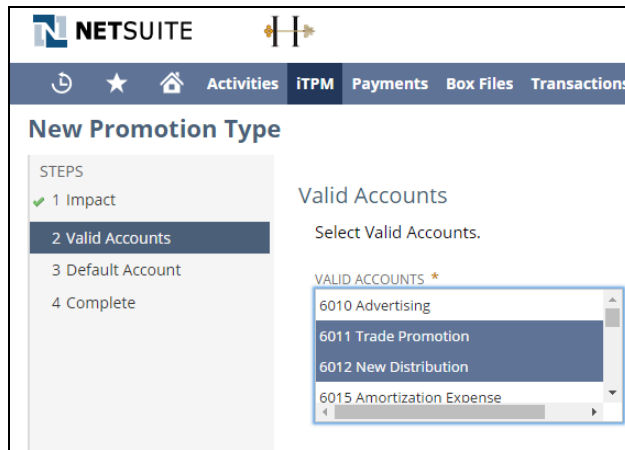 NETSUITE
Activities iTPM Payments Box Files Transactions
New Promotion Type
STEPS
1 Impact
2 Valid Accounts
3 Default Account
4 Complete
Valid Accounts
Select Valid Accounts.
VALID ACCOUNTS *
6010 Advertising
6011 Trade Promotion
6012 New Distribution
6015 Amortization Expense